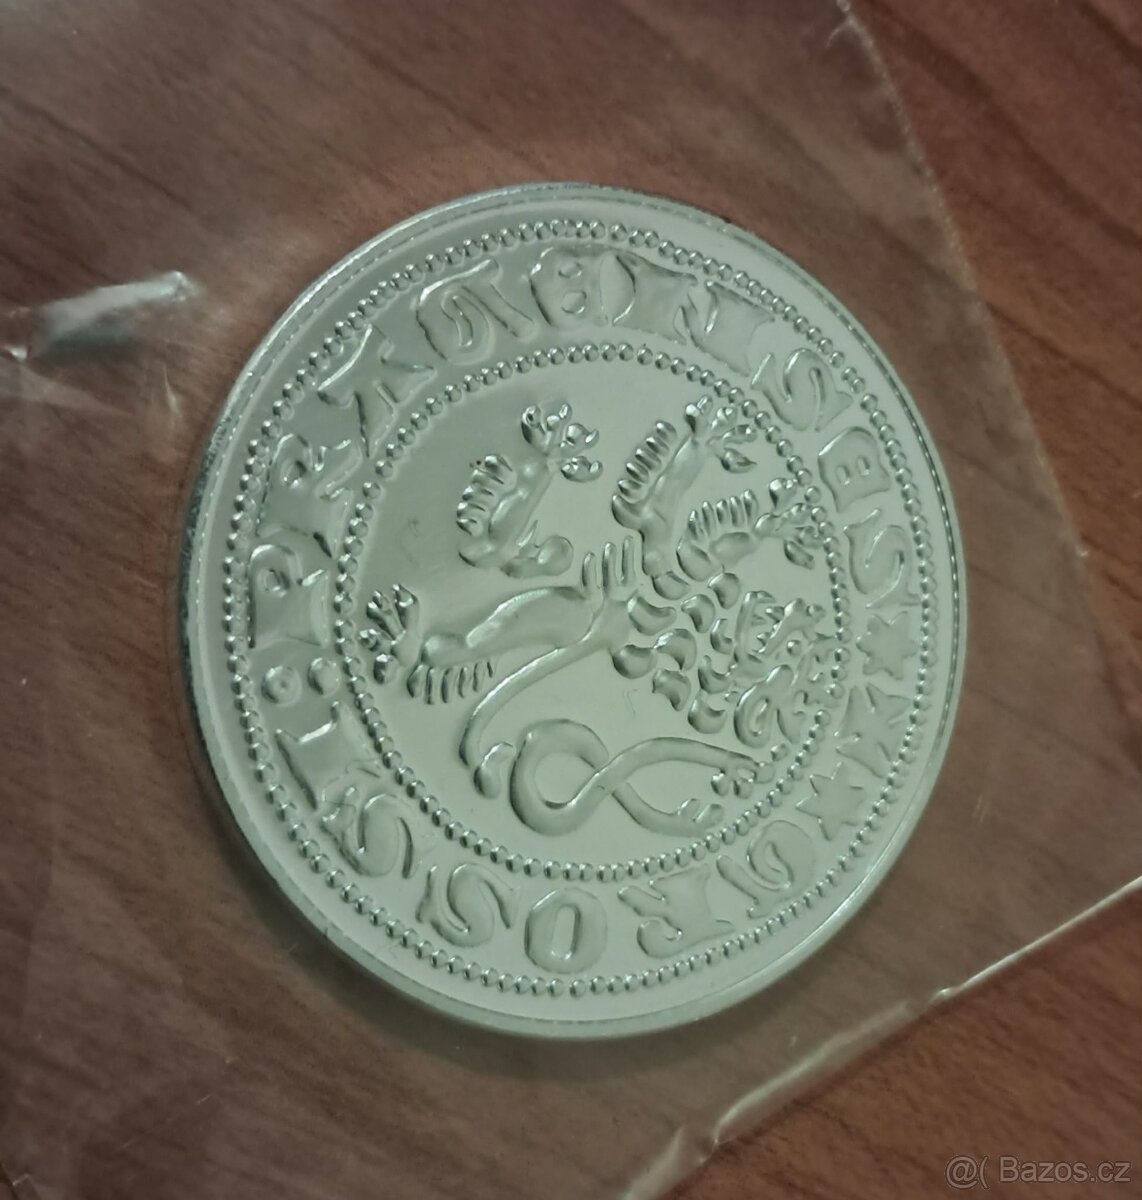 ★ ★ GROSSI: PRAGENSES
@( Bazos.cz